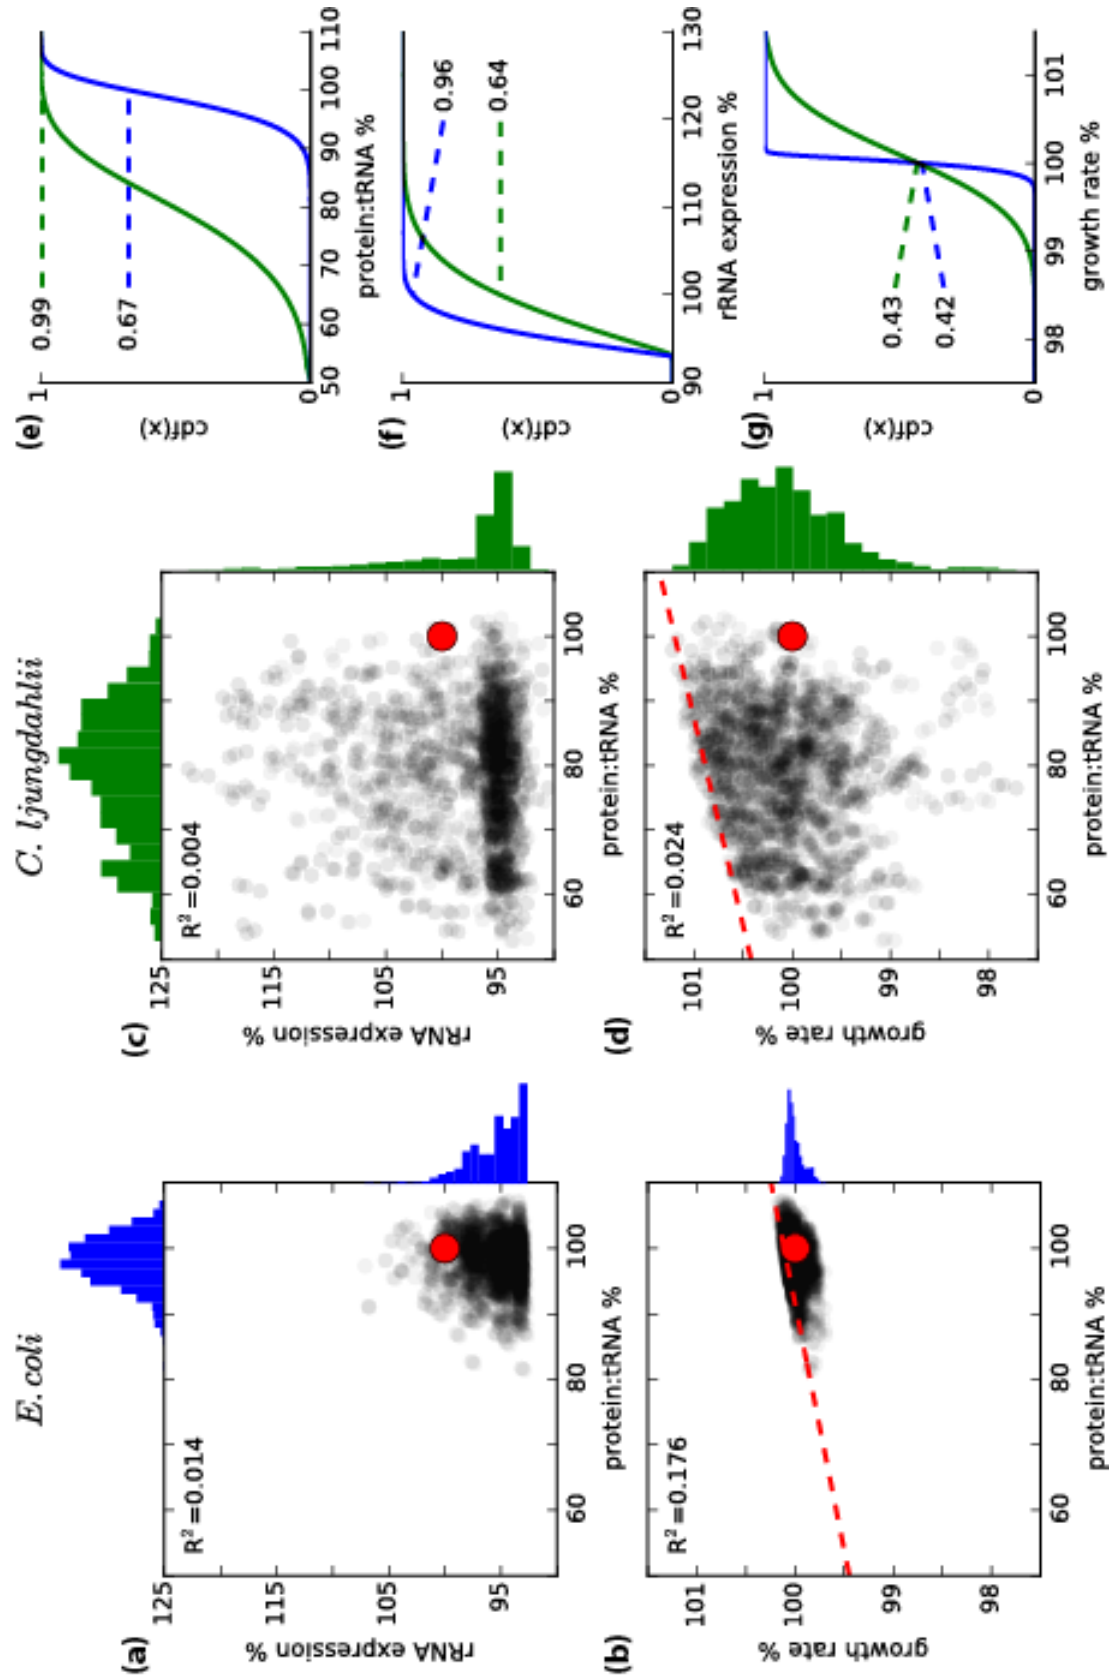 E. coli
(a)
R²=0.014
125
115
105
95
rRNA expression %
60
80
100
protein:tRNA %
(b)
R²=0.176
101
100
99
98
growth rate %
60
80
100
protein:tRNA %
C. ljungdahlii
(c)
R²=0.004
125
115
105
95
rRNA expression %
60
80
100
protein:tRNA %
(d)
R²=0.024
101
100
99
98
growth rate %
60
80
100
protein:tRNA %
(e)
1
0
cdf(x)
0.99
0.67
50
60
70
80
90
100
110
protein:tRNA %
(f)
1
0
cdf(x)
0.96
0.64
90
100
110
120
130
rRNA expression %
(g)
1
0
cdf(x)
0.43
0.42
98
99
100
101
growth rate %